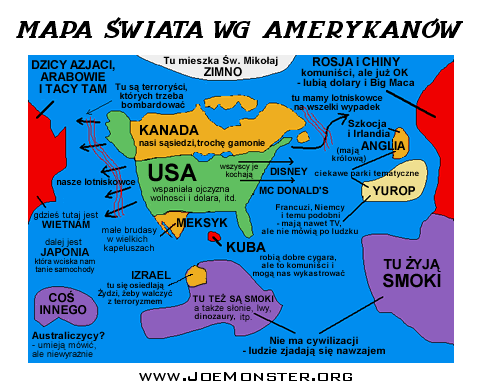 MAPA ŚWIATA WG AMERYKANÓW
DZICY AZJACI,
ARABOWIE
I TACY TAM
Tu mieszka Św. Mikołaj
ZIMNO
ROSJA i CHINY
komuniści, ale już OK
- lubią dolary i Big Maca
Tu są terroryści,
których trzeba
bombardować
tu mamy lotniskowce
na wszelki wypadek
KANADA
nasi sąsiedzi,trochę gamonie
Szkocja
i Irlandia
ANGLIA
(mają
królową)
USA
wspaniała ojczyzna
wolnosci i dolara, itd.
wszyscy je
kochają
DISNEY
MC DONALD'S
ciekawe parki tematyczne
YUROP
nasze lotniskowce
gdzieś tutaj jest
WIETNAM
MEKSYK
małe brudasy
w wielkich
kapeluszach
Francuzi, Niemcy
i temu podobni
- mają nawet TV,
ale nie mówią po ludzku
KUBA
robią dobre cygara,
ale to komuniści i
mogą nas wykastrować
dalej jest
JAPONIA
która wciska nam
tanie samochody
IZRAEL
tu się osiedlają
Żydzi, żeby walczyć
z terroryzmem
TU ŻYJĄ
SMOKI
COŚ
INNEGO
TU TEŻ SĄ SMOKI
a także słonie, lwy,
dinozaury, itp.
Australiczycy?
- umieją mówić,
ale niewyraźnie
Nie ma cywilizacji
- ludzie zjadają się nawzajem
www.JoeMonster.org